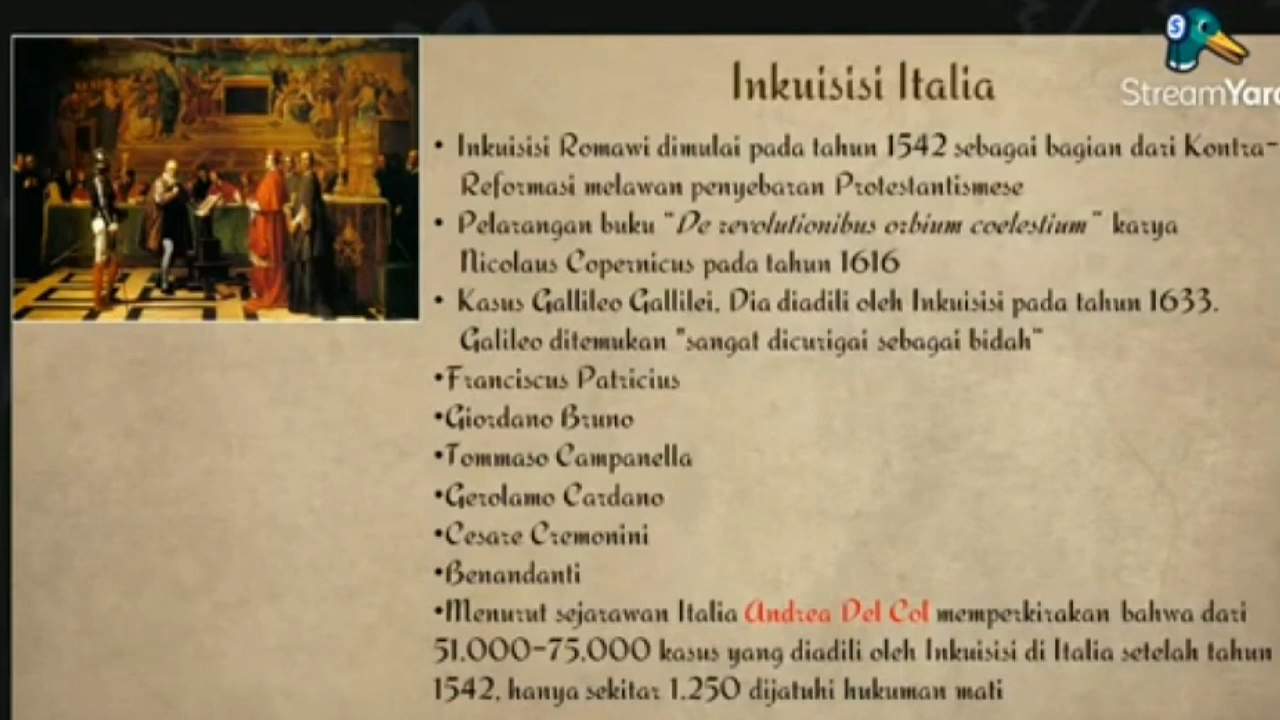 StreamYard
Inkuisisi Italia
• Inkuisisi Romawi dimulai pada tahun 1542 sebagai bagian dari Kontra-
Reformasi melawan penyebaran Protestantismese
• Pelarangan buku "De revolutionibus orbium coelestium" karya
Nicolaus Copernicus pada tahun 1616
• Kasus Gallileo Gallilei, Dia diadili oleh Inkuisisi pada tahun 1633.
Galileo ditemukan "sangat dicurigai sebagai bidah"
•Franciscus Patricius
•Giordano Bruno
•Tommaso Campanella
•Gerolamo Cardano
•Cesare Cremonini
•Benandanti
•Menurut sejarawan Italia Andrea Del Col memperkirakan bahwa dari
51.000-75.000 kasus yang diadili oleh Inkuisisi di Italia setelah tahun
1542, hanya sekitar 1.250 dijatuhi hukuman mati